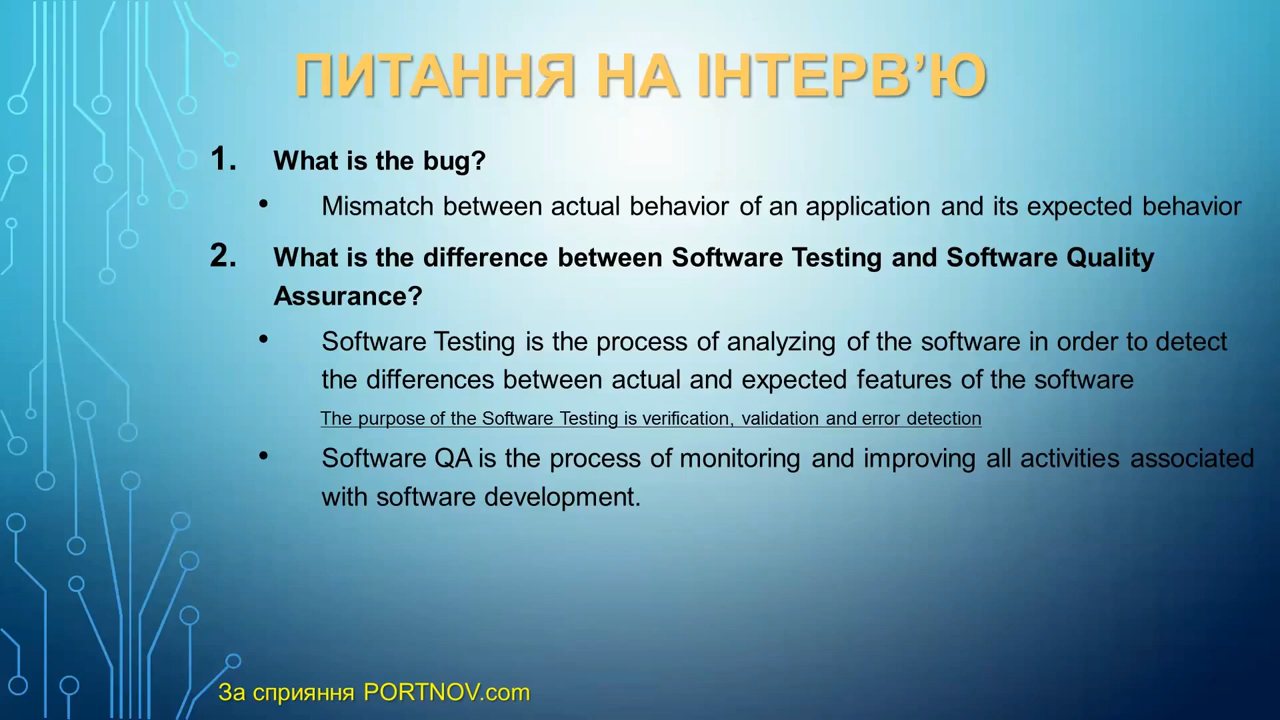 ПИТАННЯ НА ІНТЕРВ’Ю
1. What is the bug?
• Mismatch between actual behavior of an application and its expected behavior
2. What is the difference between Software Testing and Software Quality
Assurance?
• Software Testing is the process of analyzing of the software in order to detect
the differences between actual and expected features of the software
The purpose of the Software Testing is verification, validation and error detection
• Software QA is the process of monitoring and improving all activities associated
with software development.
За сприяння PORTNOV.com